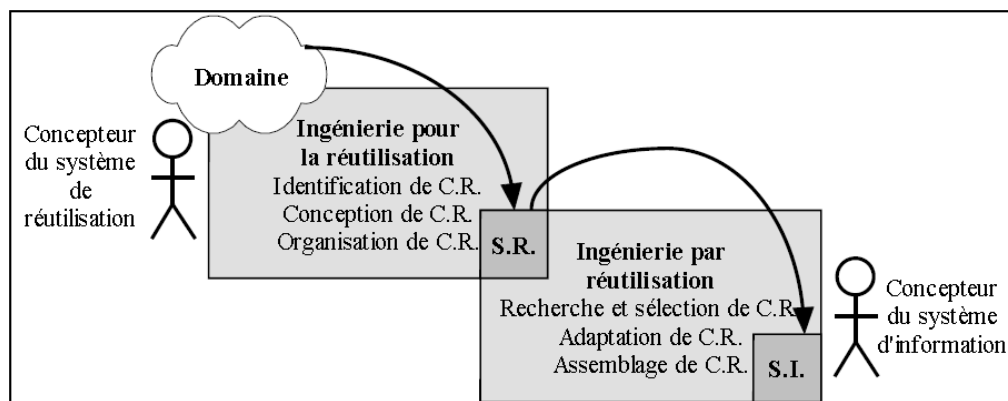 Domaine
Concepteur
du système
de
réutilisation
Ingénierie pour
la réutilisation
Identification de C.R.
Conception de C.R.
Organisation de C.R.
S.R.
Ingénierie par
réutilisation
Recherche et sélection de C.R.
Adaptation de C.R.
Assemblage de C.R.
S.I.
Concepteur
du système
d'information